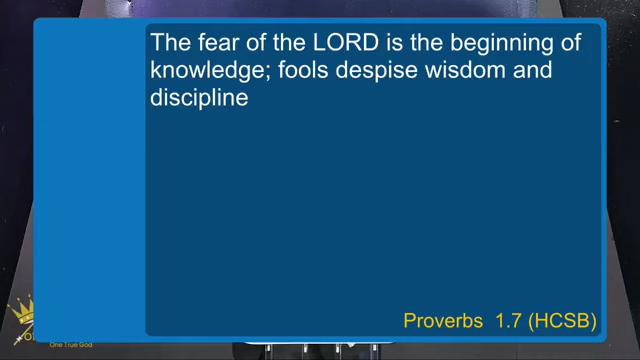 The fear of the LORD is the beginning of
knowledge; fools despise wisdom and
discipline
Proverbs 1.7 (HCSB)
One True God